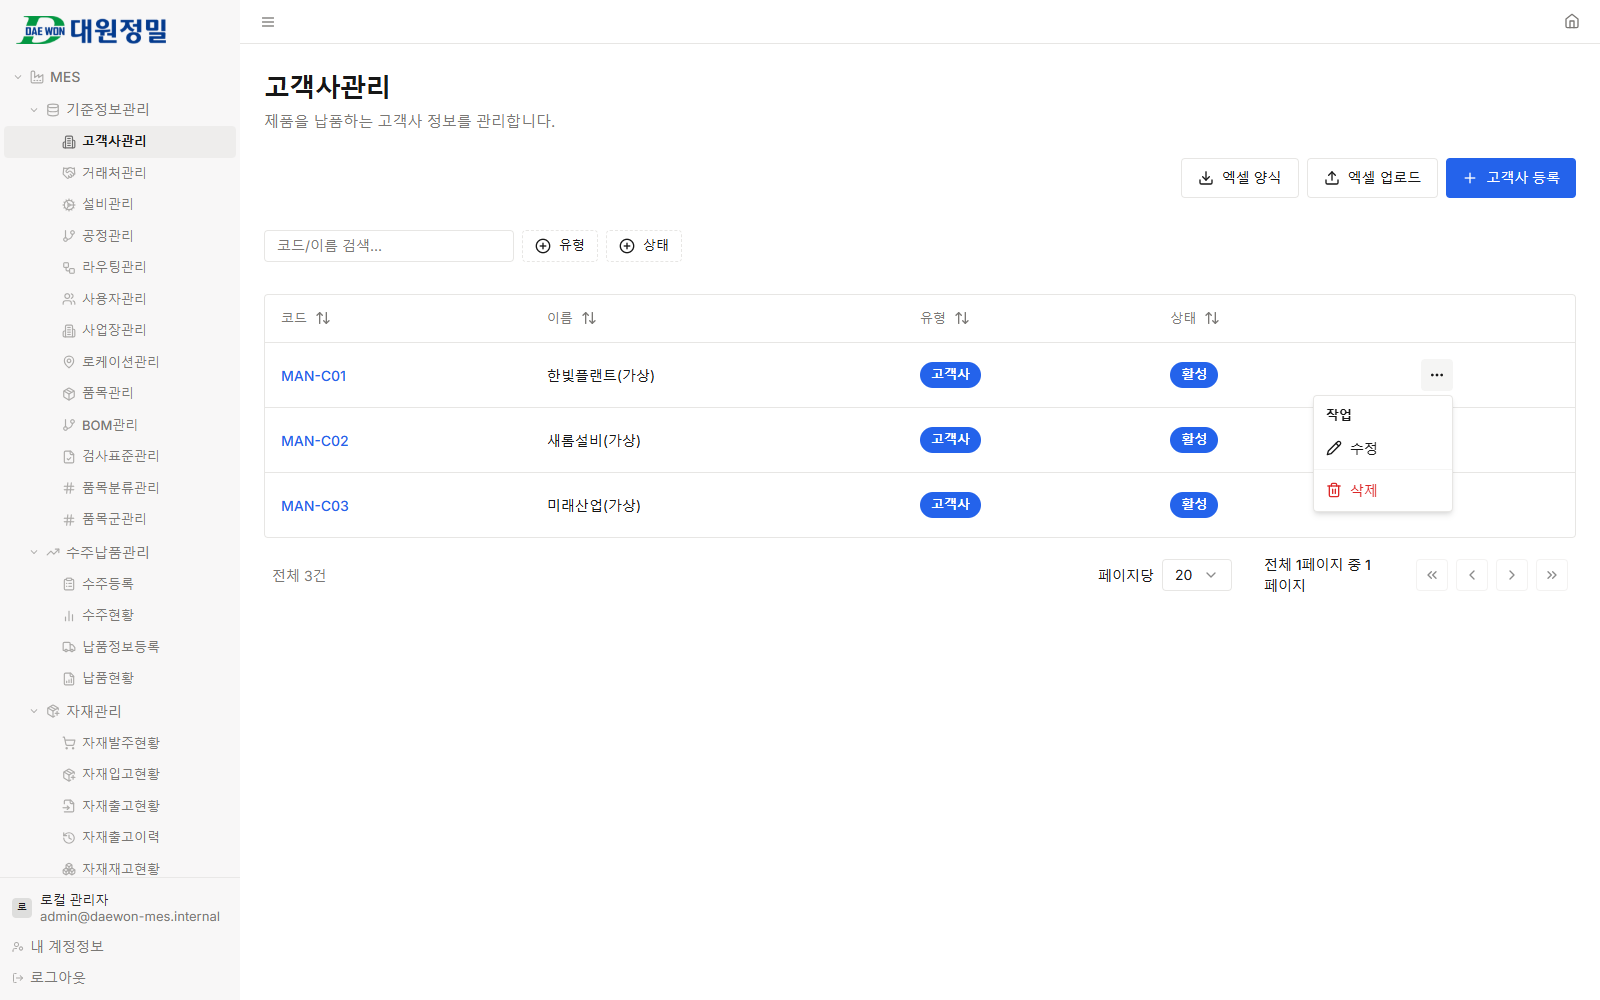 DAE WON 대원정밀
MES
기준정보관리
고객사관리
거래처관리
설비관리
공정관리
라우팅관리
사용자관리
사업장관리
로케이션관리
품목관리
BOM관리
검사표준관리
품목분류관리
품목군관리
수주납품관리
수주등록
수주현황
납품정보등록
납품현황
자재관리
자재발주현황
자재입고현황
자재출고현황
자재출고이력
자재재고현황
로
로컬 관리자
admin@daewon-mes.internal
내 계정정보
로그아웃
고객사관리
제품을 납품하는 고객사 정보를 관리합니다.
엑셀 양식
엑셀 업로드
고객사 등록
코드/이름 검색...
유형
상태
코드 이름 유형 상태
MAN-C01 한빛플랜트(가상) 고객사 활성
MAN-C02 새롬설비(가상) 고객사 활성
MAN-C03 미래산업(가상) 고객사 활성
작업
수정
삭제
전체 3건
페이지당 20
전체 1페이지 중 1
페이지